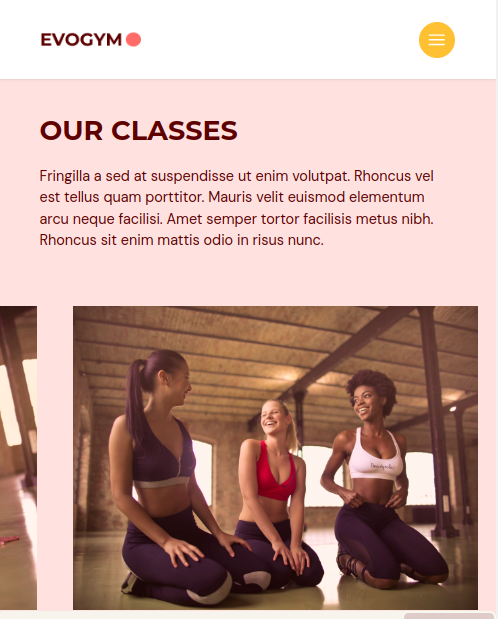 EVOGYM
OUR CLASSES
Fringilla a sed at suspendisse ut enim volutpat. Rhoncus vel
est tellus quam porttitor. Mauris velit euismod elementum
arcu neque facilisi. Amet semper tortor facilisis metus nibh.
Rhoncus sit enim mattis odio in risus nunc.